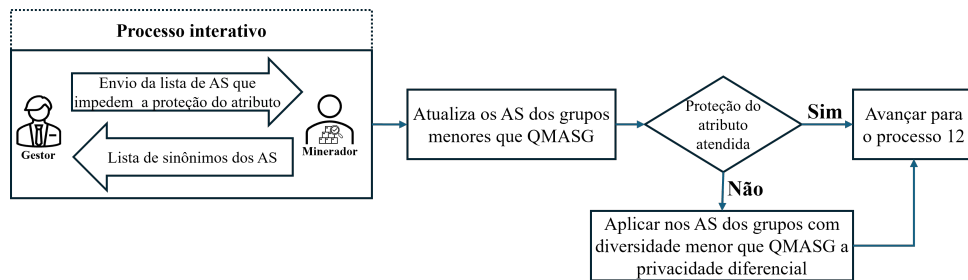 Processo interativo
Envio da lista de AS que
impedem a proteção do atributo
Gestor
Minerador
Lista de sinônimos dos AS
Atualiza os AS dos grupos
menores que QMASG
Proteção do
atributo
atendida
Sim
Avançar para
o processo 12
Não
Aplicar nos AS dos grupos com
diversidade menor que QMASG a
privacidade diferencial